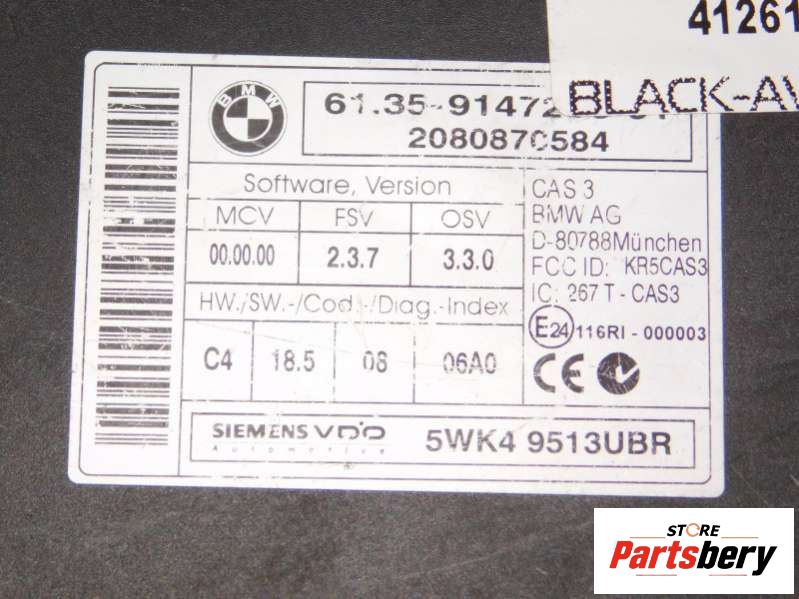 41261
BLACK-AV
BMW
61.35-91472
2080870584
Software, Version
MCV FSV OSV
00.00.00 2.3.7 3.3.0
HW./SW.-/Cod.-/Diag.-Index
C4 18.5 08 06A0
CAS 3
BMW AG
D-80788München
FCC ID: KR5CAS3
IC: 267 T - CAS3
E24 116RI - 000003
CE
SIEMENS VDO
Automotive
5WK4 9513UBR
STORE
Partsbery